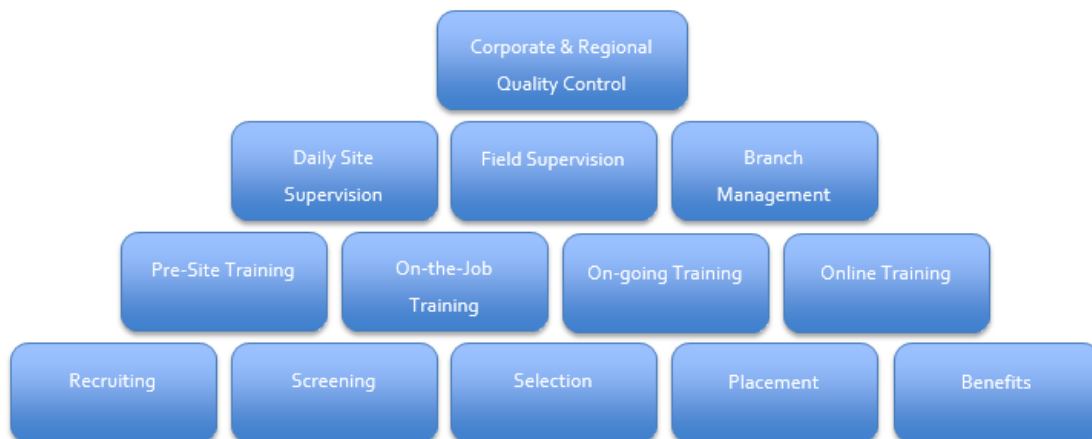 Corporate & Regional
Quality Control
Daily Site
Supervision
Field Supervision
Branch
Management
Pre-Site Training
On-the-Job
Training
On-going Training
Online Training
Recruiting
Screening
Selection
Placement
Benefits